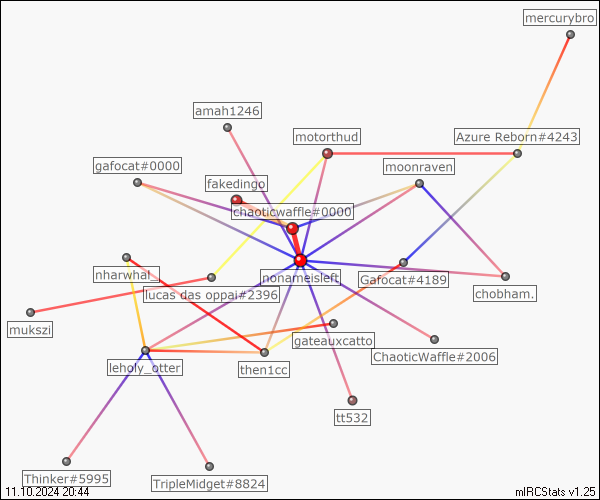 mercurybro
amah1246
motorthud
Azure Reborn#4243
gafocat#0000
moonraven
fakedingo
chaoticwaffle#0000
nharwhal_
nonameisleft
Gafocat#4189
lucas das oppai#2396
chobham.
mukszi
gateauxcatto
ChaoticWaffle#2006
leholy_otter
then1cc
tt532
Thinker#5995
TripleMidget#8824
11.10.2024 20:44
mIRCStats v1.25